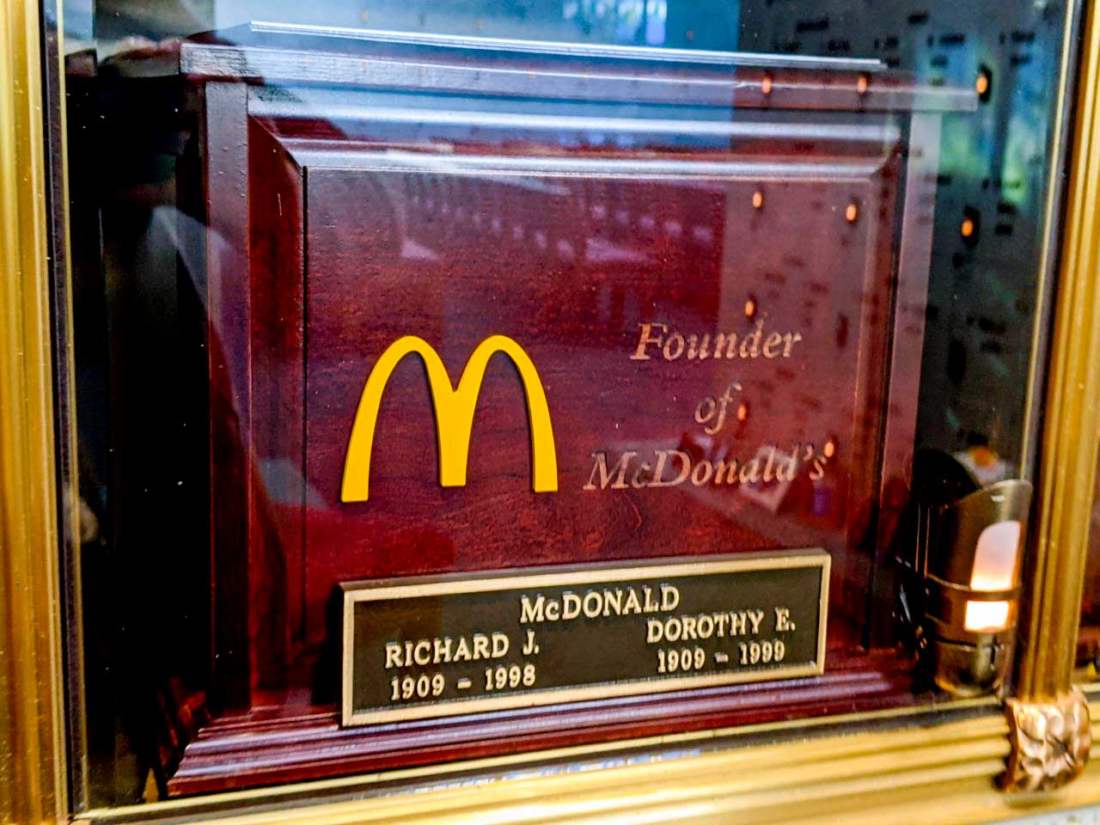 Founder
of
McDonald's
McDONALD
RICHARD J.
1909 - 1998
DOROTHY E.
1909 - 1999